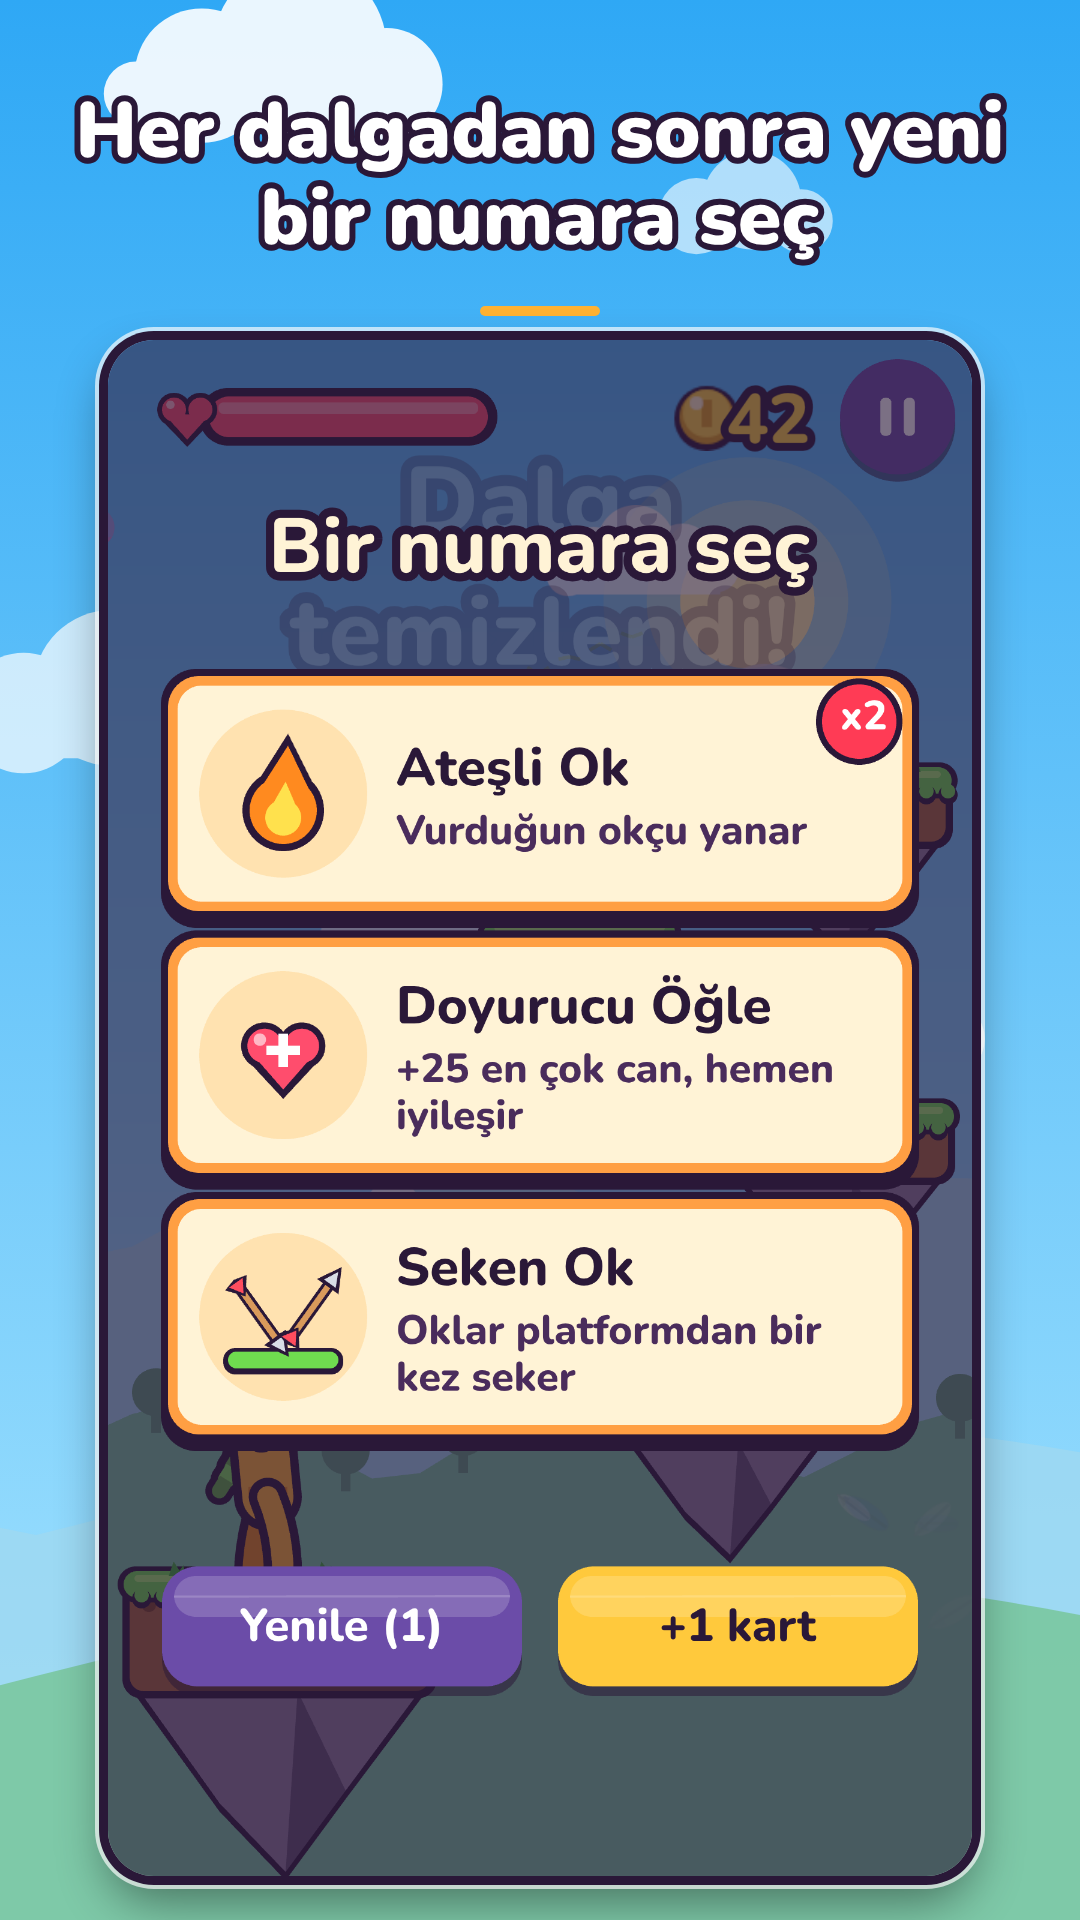 Her dalgadan sonra yeni
bir numara seç
42
Dalga
Bir numara seç
temizlendi!
x2
Ateşli Ok
Vurduğun okçu yanar
Doyurucu Öğle
+25 en çok can, hemen
iyileşir
Seken Ok
Oklar platformdan bir
kez seker
Yenile (1)
+1 kart